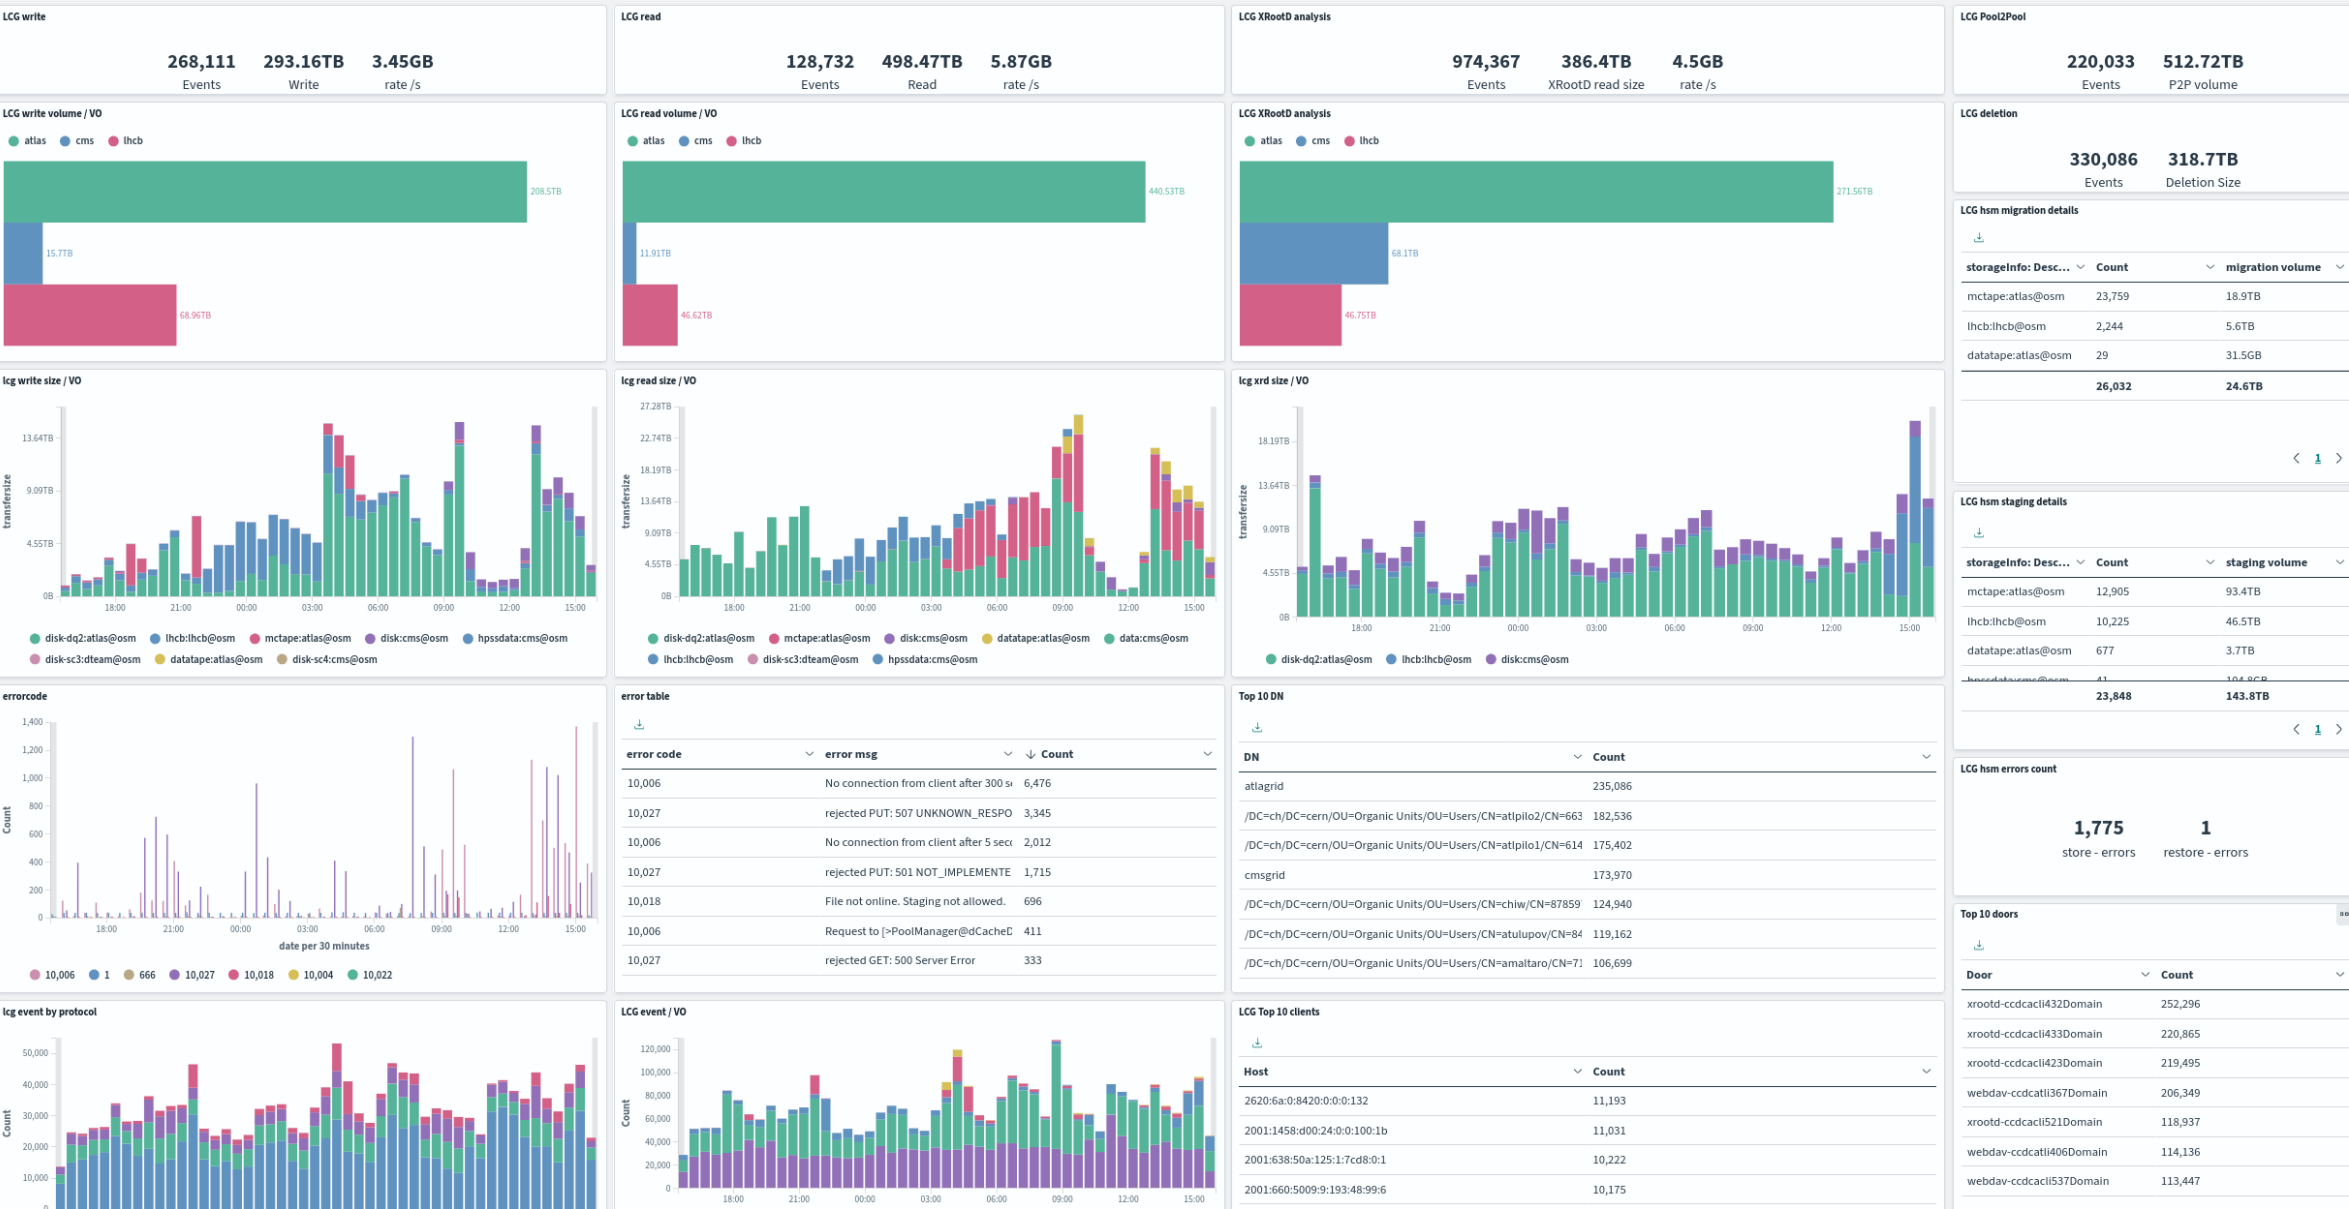 LCG write
268,111 293.16TB 3.45GB
Events Write rate /s
LCG read
128,732 498.47TB 5.87GB
Events Read rate /s
LCG XRootD analysis
974,367 386.4TB 4.5GB
Events XRootD read size rate /s
LCG Pool2Pool
220,033 512.72TB
Events P2P volume
LCG write volume / VO
atlas cms lhcb
208.5TB
15.7TB
68.96TB
LCG read volume / VO
atlas cms lhcb
440.53TB
11.91TB
46.62TB
LCG XRootD analysis
atlas cms lhcb
271.56TB
68.1TB
46.75TB
LCG deletion
330,086 318.7TB
Events Deletion Size
LCG hsm migration details
storageInfo: Desc... Count migration volume
mctape:atlas@osm 23,759 18.9TB
lhcb:lhcb@osm 2,244 5.6TB
datatape:atlas@osm 29 31.5GB
26,032 24.6TB
1
lcg write size / VO
transfersize
13.64TB
9.09TB
4.55TB
0B
18:00 21:00 00:00 03:00 06:00 09:00 12:00 15:00
disk-dq2:atlas@osm lhcb:lhcb@osm mctape:atlas@osm disk:cms@osm hpssdata:cms@osm
disk-sc3:dteam@osm datatape:atlas@osm disk-sc4:cms@osm
lcg read size / VO
transfersize
27.28TB
22.74TB
18.19TB
13.64TB
9.09TB
4.55TB
0B
18:00 21:00 00:00 03:00 06:00 09:00 12:00 15:00
disk-dq2:atlas@osm mctape:atlas@osm disk:cms@osm datatape:atlas@osm data:cms@osm
lhcb:lhcb@osm disk-sc3:dteam@osm hpssdata:cms@osm
lcg xrd size / VO
transfersize
18.19TB
13.64TB
9.09TB
4.55TB
0B
18:00 21:00 00:00 03:00 06:00 09:00 12:00 15:00
disk-dq2:atlas@osm lhcb:lhcb@osm disk:cms@osm
LCG hsm staging details
storageInfo: Desc... Count staging volume
mctape:atlas@osm 12,905 93.4TB
lhcb:lhcb@osm 10,225 46.5TB
datatape:atlas@osm 677 3.7TB
hpssdata:cms@osm 41 104.8GB
23,848 143.8TB
1
errorcode
Count
1,400
1,200
1,000
800
600
400
200
0
18:00 21:00 00:00 03:00 06:00 09:00 12:00 15:00
date per 30 minutes
10,006 1 666 10,027 10,018 10,004 10,022
error table
error code error msg Count
10,006 No connection from client after 300 se 6,476
10,027 rejected PUT: 507 UNKNOWN_RESPO 3,345
10,006 No connection from client after 5 seco 2,012
10,027 rejected PUT: 501 NOT_IMPLEMENTE 1,715
10,018 File not online. Staging not allowed. 696
10,006 Request to [>PoolManager@dCacheD 411
10,027 rejected GET: 500 Server Error 333
Top 10 DN
DN Count
atlagrid 235,086
/DC=ch/DC=cern/OU=Organic Units/OU=Users/CN=atlpilo2/CN=663 182,536
/DC=ch/DC=cern/OU=Organic Units/OU=Users/CN=atlpilo1/CN=614 175,402
cmsgrid 173,970
/DC=ch/DC=cern/OU=Organic Units/OU=Users/CN=chiw/CN=87859 124,940
/DC=ch/DC=cern/OU=Organic Units/OU=Users/CN=atulupov/CN=84 119,162
/DC=ch/DC=cern/OU=Organic Units/OU=Users/CN=amaltaro/CN=71 106,699
LCG hsm errors count
1,775 1
store - errors restore - errors
Top 10 doors
Door Count
xrootd-ccdcacli432Domain 252,296
xrootd-ccdcacli433Domain 220,865
xrootd-ccdcacli423Domain 219,495
webdav-ccdcatli367Domain 206,349
xrootd-ccdcacli521Domain 118,937
webdav-ccdcatli406Domain 114,136
webdav-ccdcacli537Domain 113,447
lcg event by protocol
Count
50,000
40,000
30,000
20,000
10,000
0
LCG event / VO
Count
120,000
100,000
80,000
60,000
40,000
20,000
0
18:00 21:00 00:00 03:00 06:00 09:00 12:00 15:00
LCG Top 10 clients
Host Count
2620:6a:0:8420:0:0:0:132 11,193
2001:1458:d00:24:0:0:100:1b 11,031
2001:638:50a:125:1:7cd8:0:1 10,222
2001:660:5009:9:193:48:99:6 10,175